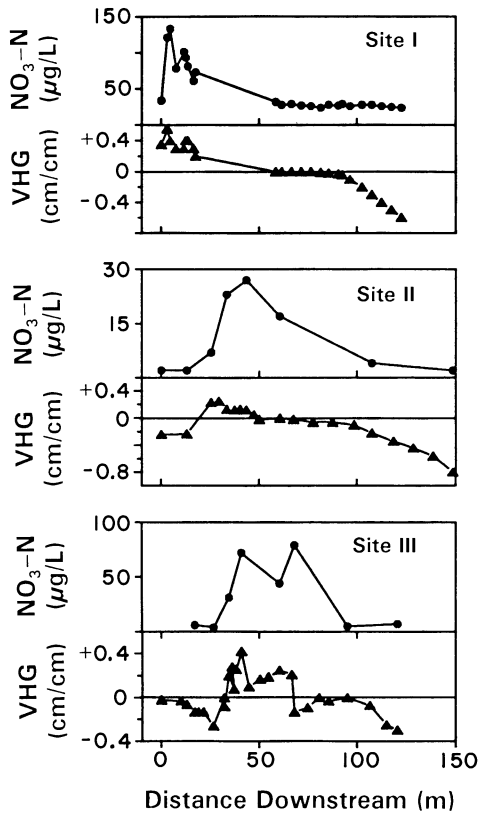 150
50
NO₃-N
(µg/L)
Site I
+0.4
0
-0.4
VHG
(cm/cm)
30
15
NO₃-N
(µg/L)
Site II
+0.4
0
-0.8
VHG
(cm/cm)
100
50
NO₃-N
(µg/L)
Site III
+0.4
0
-0.4
VHG
(cm/cm)
0 50 100 150
Distance Downstream (m)